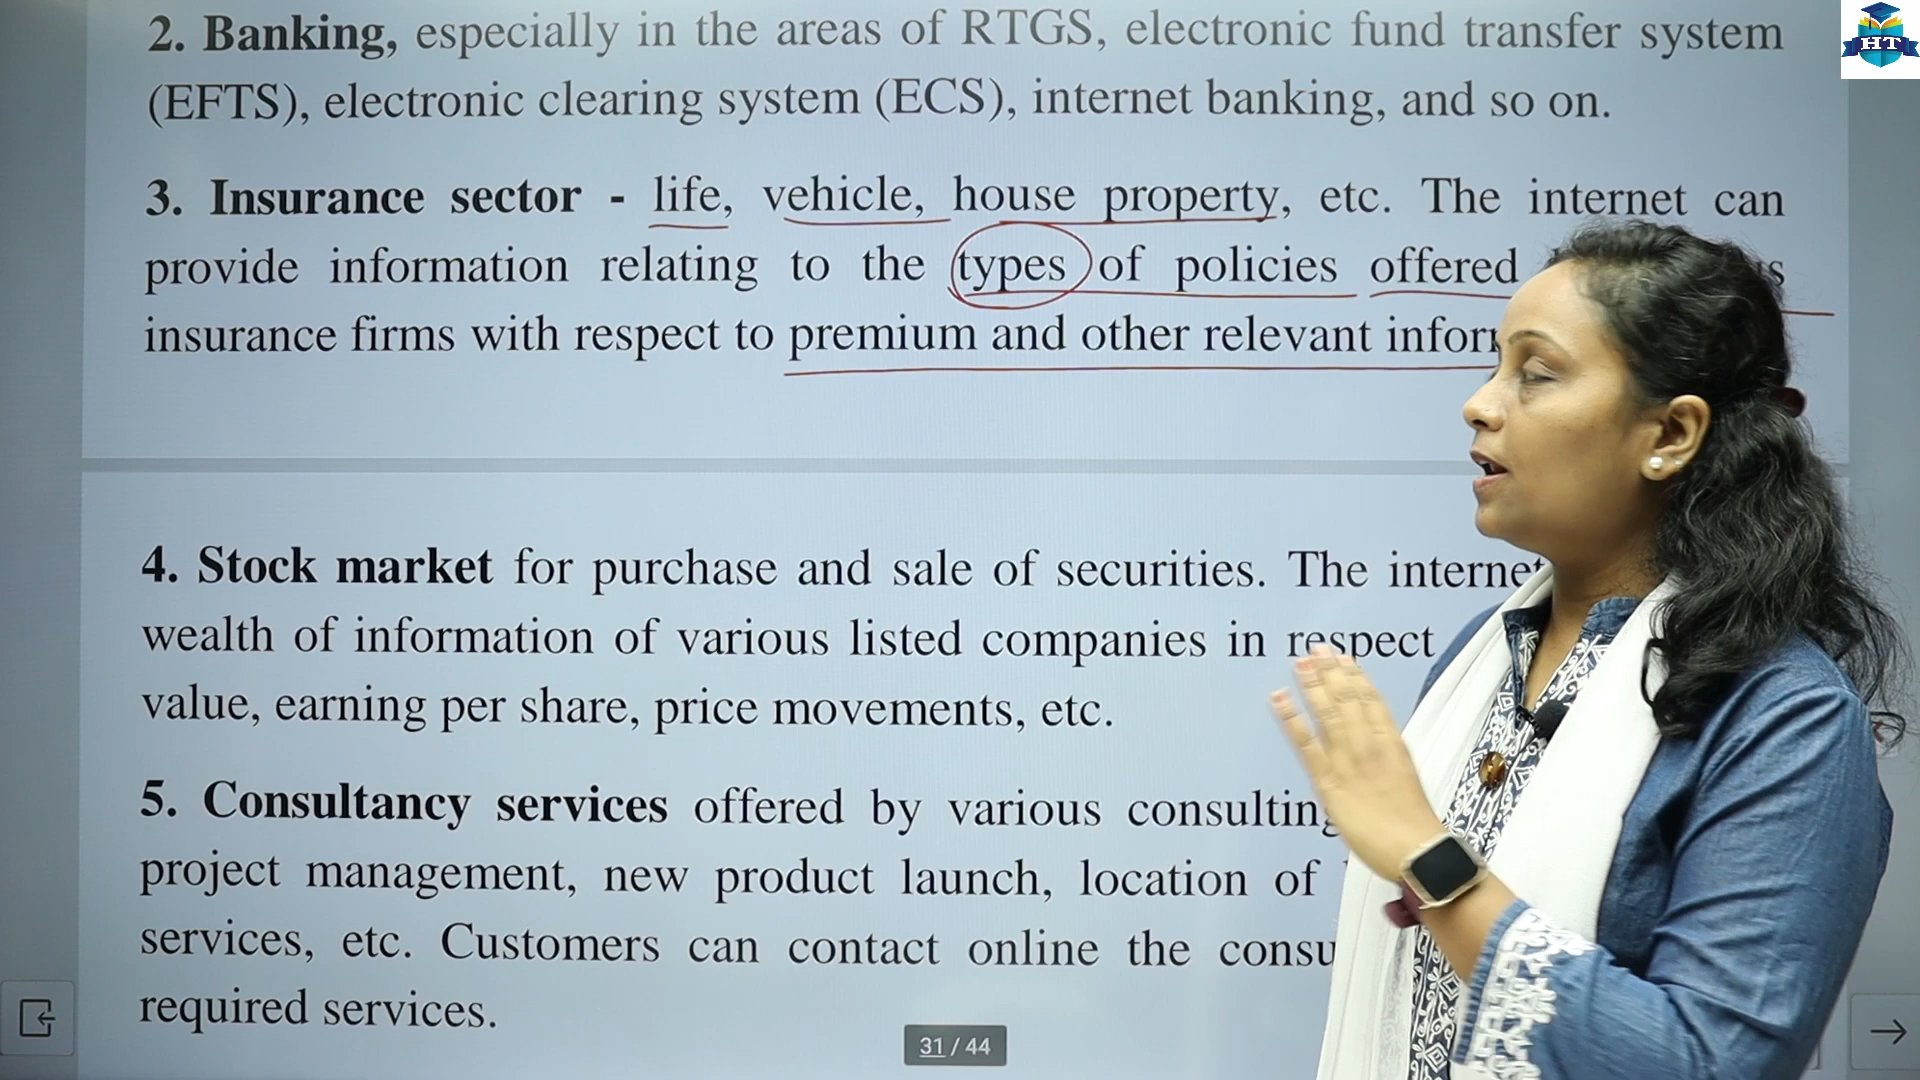 HT
2. Banking, especially in the areas of RTGS, electronic fund transfer system
(EFTS), electronic clearing system (ECS), internet banking, and so on.
3. Insurance sector - life, vehicle, house property, etc. The internet can
provide information relating to the types of policies offered
insurance firms with respect to premium and other relevant
4. Stock market for purchase and sale of securities. The internet
wealth of information of various listed companies in respect
value, earning per share, price movements, etc.
5. Consultancy services offered by various consulting
project management, new product launch, location of
services, etc. Customers can contact online the
required services.
31 / 44